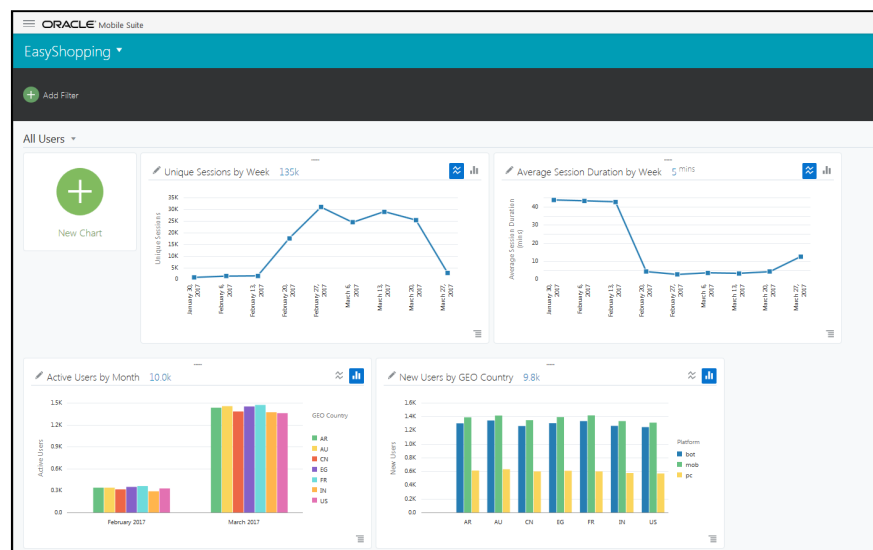 ORACLE Mobile Suite
EasyShopping
Add Filter
All Users
New Chart
Unique Sessions by Week 135k
Unique Sessions
35K
30K
25K
20K
15K
10K
5K
0
January 30, 2017
February 6, 2017
February 13, 2017
February 20, 2017
February 27, 2017
March 6, 2017
March 13, 2017
March 20, 2017
March 27, 2017
Average Session Duration by Week 5 mins
Average Session Duration
(mins)
40
30
20
10
0
January 30, 2017
February 6, 2017
February 13, 2017
February 20, 2017
February 27, 2017
March 6, 2017
March 13, 2017
March 20, 2017
March 27, 2017
Active Users by Month 10.0k
Active Users
1.5K
1.2K
0.9K
0.6K
0.3K
0.0
February 2017
March 2017
GEO Country
AR
AU
CN
EG
FR
IN
US
New Users by GEO Country 9.8k
New Users
1.6K
1.4K
1.2K
1.0K
0.8K
0.6K
0.4K
0.2K
0.0
AR AU CN EG FR IN US
Platform
bot
mob
pc